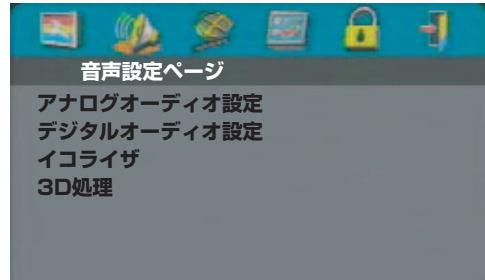 音声設定ページ
アナログオーディオ設定
デジタルオーディオ設定
イコライザ
3D処理